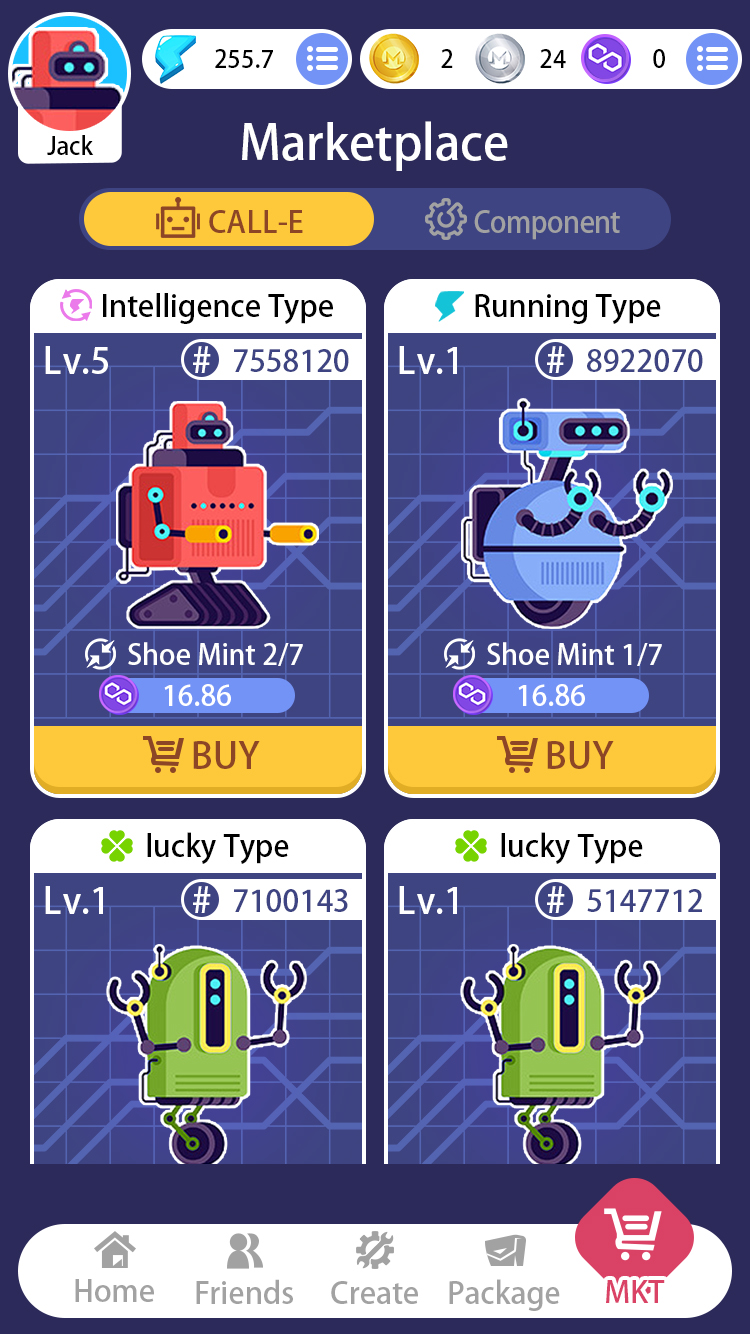 255.7
2
24
0
Jack
Marketplace
CALL-E
Component
Intelligence Type
Running Type
Lv.5
# 7558120
Lv.1
# 8922070
Shoe Mint 2/7
Shoe Mint 1/7
16.86
16.86
BUY
BUY
lucky Type
lucky Type
Lv.1
# 7100143
Lv.1
# 5147712
Home
Friends
Create
Package
MKT